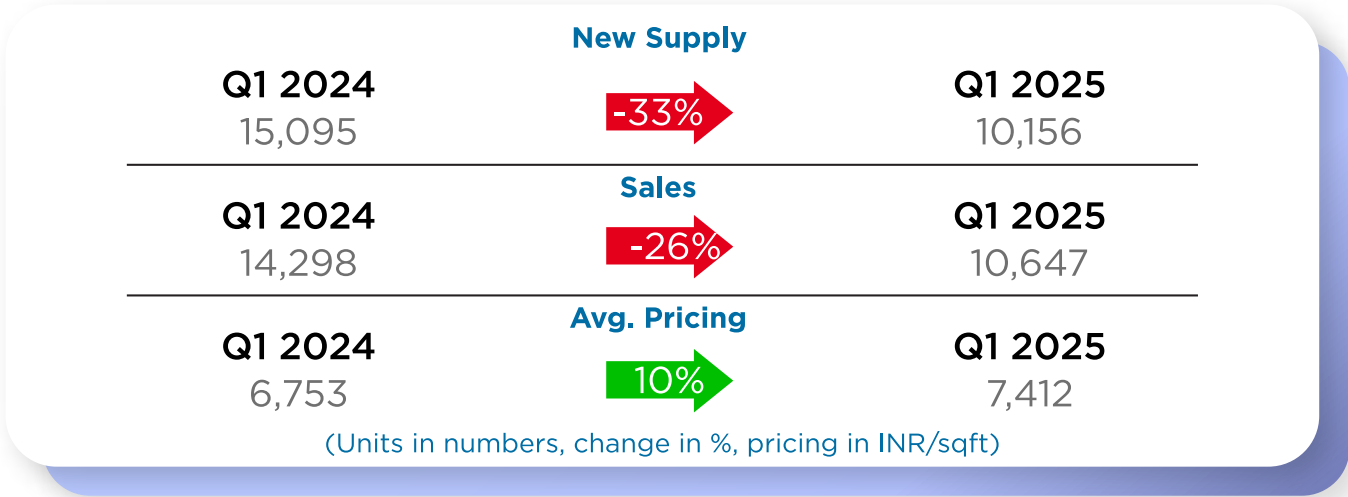 New Supply
Q1 2024
15,095
-33%
Q1 2025
10,156
Sales
Q1 2024
14,298
-26%
Q1 2025
10,647
Avg. Pricing
Q1 2024
6,753
10%
Q1 2025
7,412
(Units in numbers, change in %, pricing in INR/sqft)